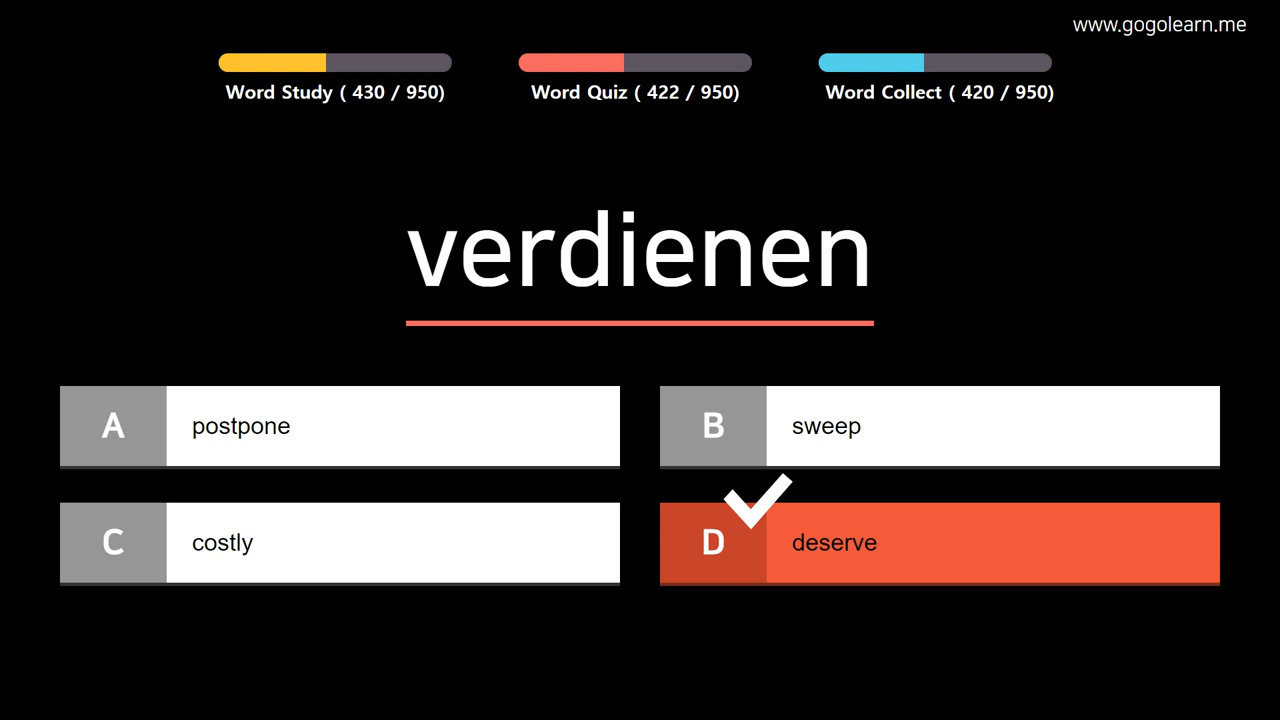 www.gogolearn.me
Word Study ( 430 / 950)
Word Quiz ( 422 / 950)
Word Collect ( 420 / 950)
verdienen
A postpone
B sweep
C costly
D deserve